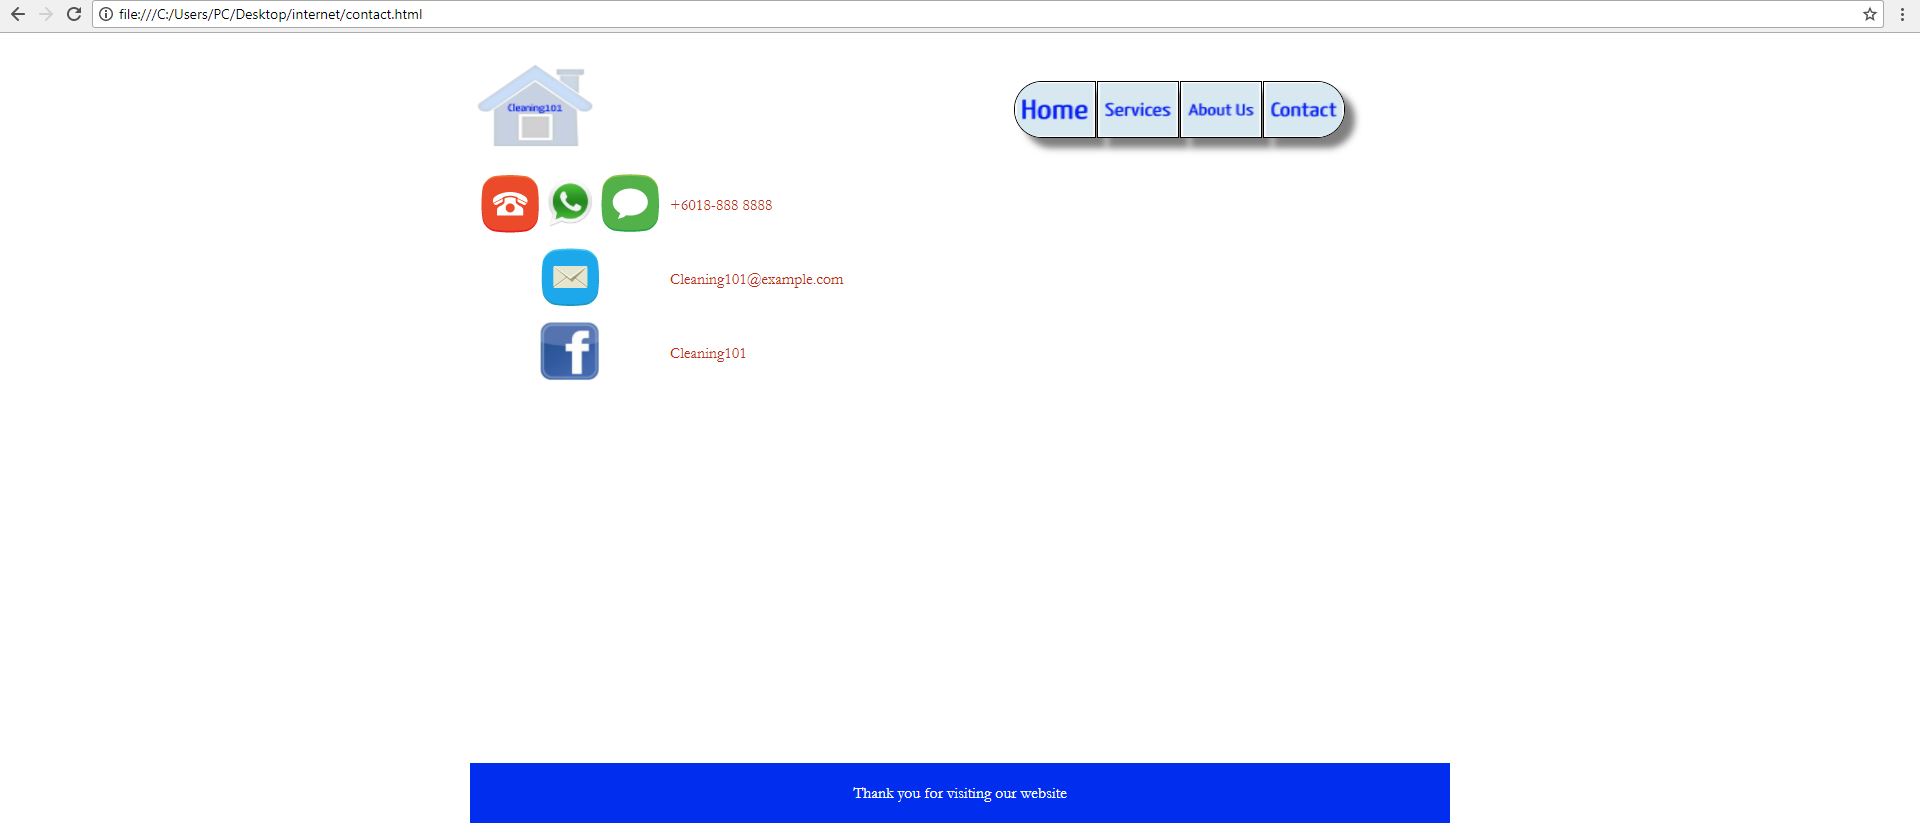 file:///C:/Users/PC/Desktop/internet/contact.html
Cleaning101
Home Services About Us Contact
+6018-888 8888
Cleaning101@example.com
f
Cleaning101
Thank you for visiting our website